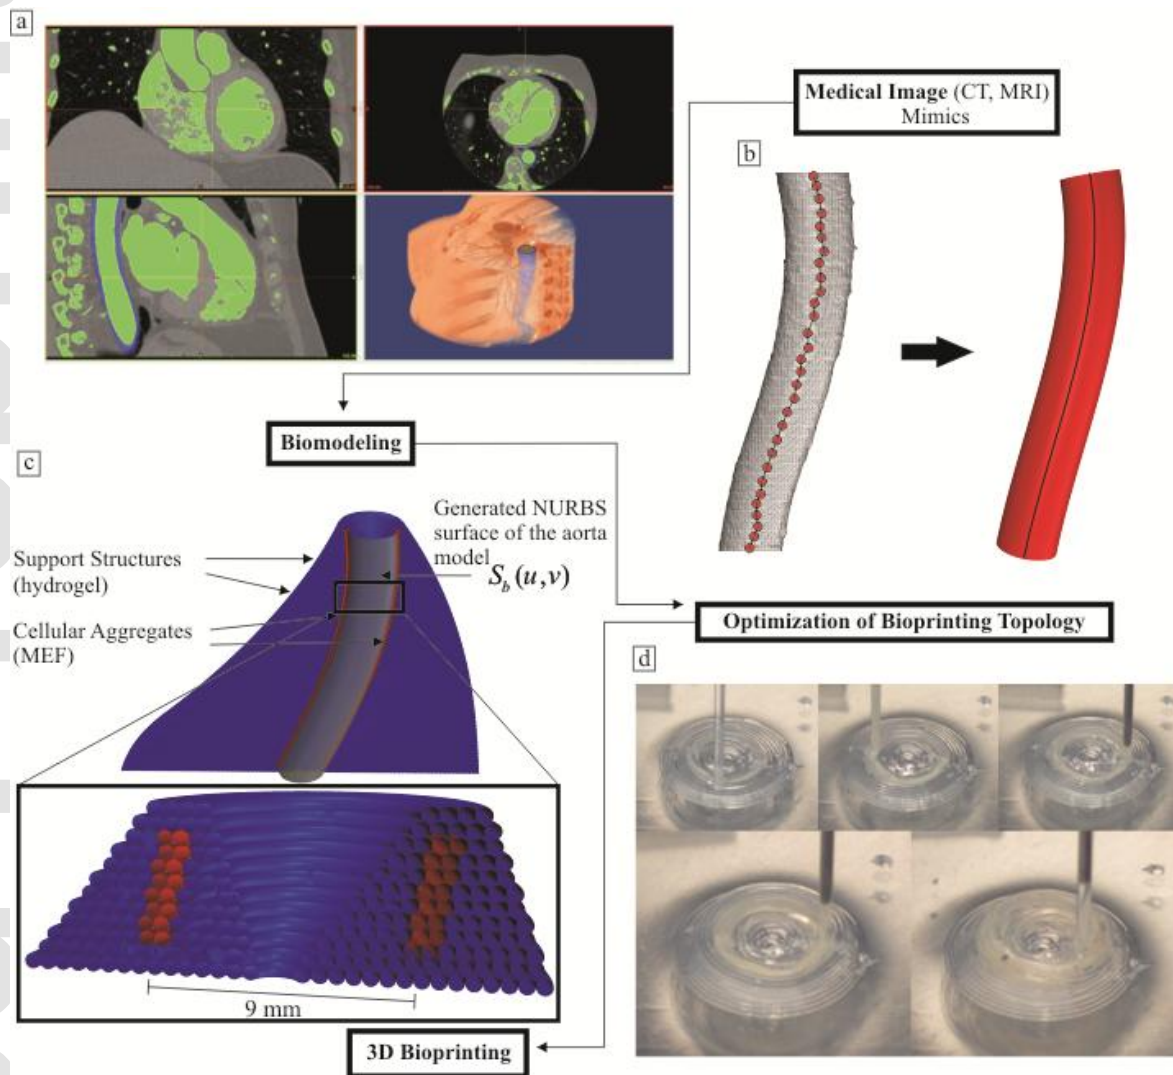 a
Medical Image (CT, MRI)
Mimics
b
Biomodeling
c
Generated NURBS
surface of the aorta
model
S_b(u,v)
Support Structures
(hydrogel)
Cellular Aggregates
(MEF)
Optimization of Bioprinting Topology
d
9 mm
3D Bioprinting